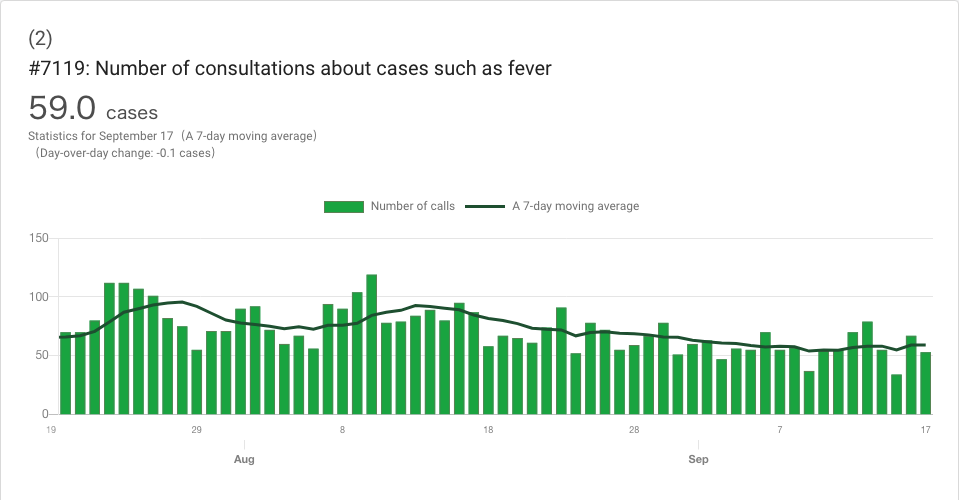 (2)
#7119: Number of consultations about cases such as fever
59.0 cases
Statistics for September 17（A 7-day moving average）
（Day-over-day change: -0.1 cases）
Number of calls A 7-day moving average
150
100
50
0
19 29 8 18 28 7 17
Aug Sep